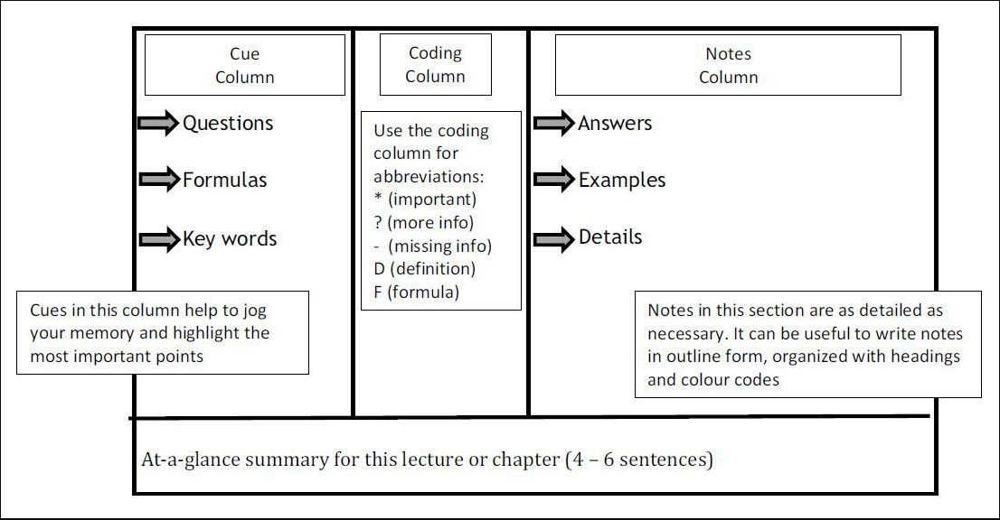 Cue
Column
Questions
Formulas
Key words
Cues in this column help to jog
your memory and highlight the
most important points
Coding
Column
Use the coding
column for
abbreviations:
* (important)
? (more info)
- (missing info)
D (definition)
F (formula)
Notes
Column
Answers
Examples
Details
Notes in this section are as detailed as
necessary. It can be useful to write notes
in outline form, organized with headings
and colour codes
At-a-glance summary for this lecture or chapter (4 – 6 sentences)